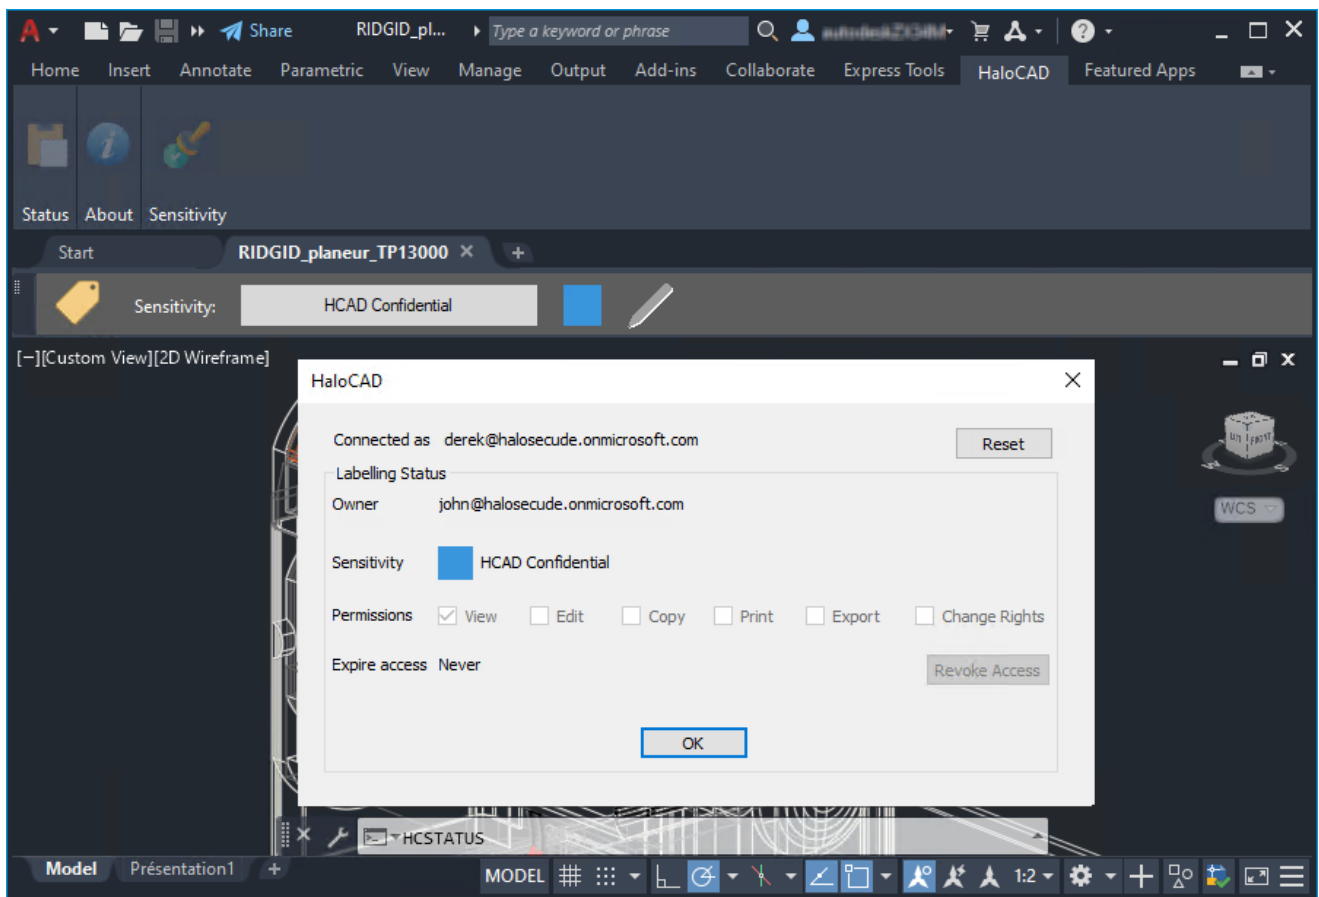 Share RIDGID_pl... Type a keyword or phrase
Home Insert Annotate Parametric View Manage Output Add-ins Collaborate Express Tools HaloCAD Featured Apps
Status About Sensitivity
Start RIDGID_planeur_TP13000
Sensitivity: HCAD Confidential
[−][Custom View][2D Wireframe]
HaloCAD
Connected as derek@halosecude.onmicrosoft.com Reset
Labelling Status
Owner john@halosecude.onmicrosoft.com
Sensitivity HCAD Confidential
Permissions View Edit Copy Print Export Change Rights
Expire access Never Revoke Access
OK
FRONT
WCS
HCSTATUS
Model Présentation1
MODEL 1:2